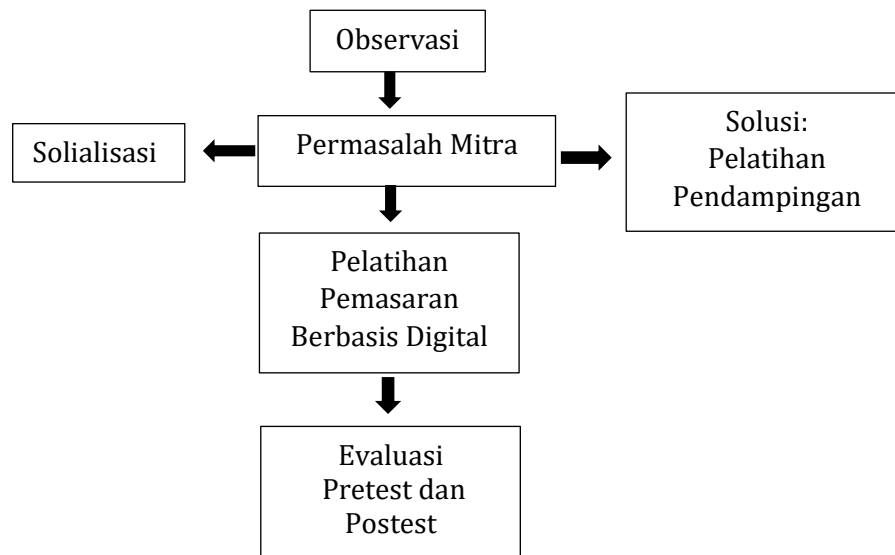 Observasi
Solialisasi
Permasalah Mitra
Solusi:
Pelatihan
Pendampingan
Pelatihan
Pemasaran
Berbasis Digital
Evaluasi
Pretest dan
Postest